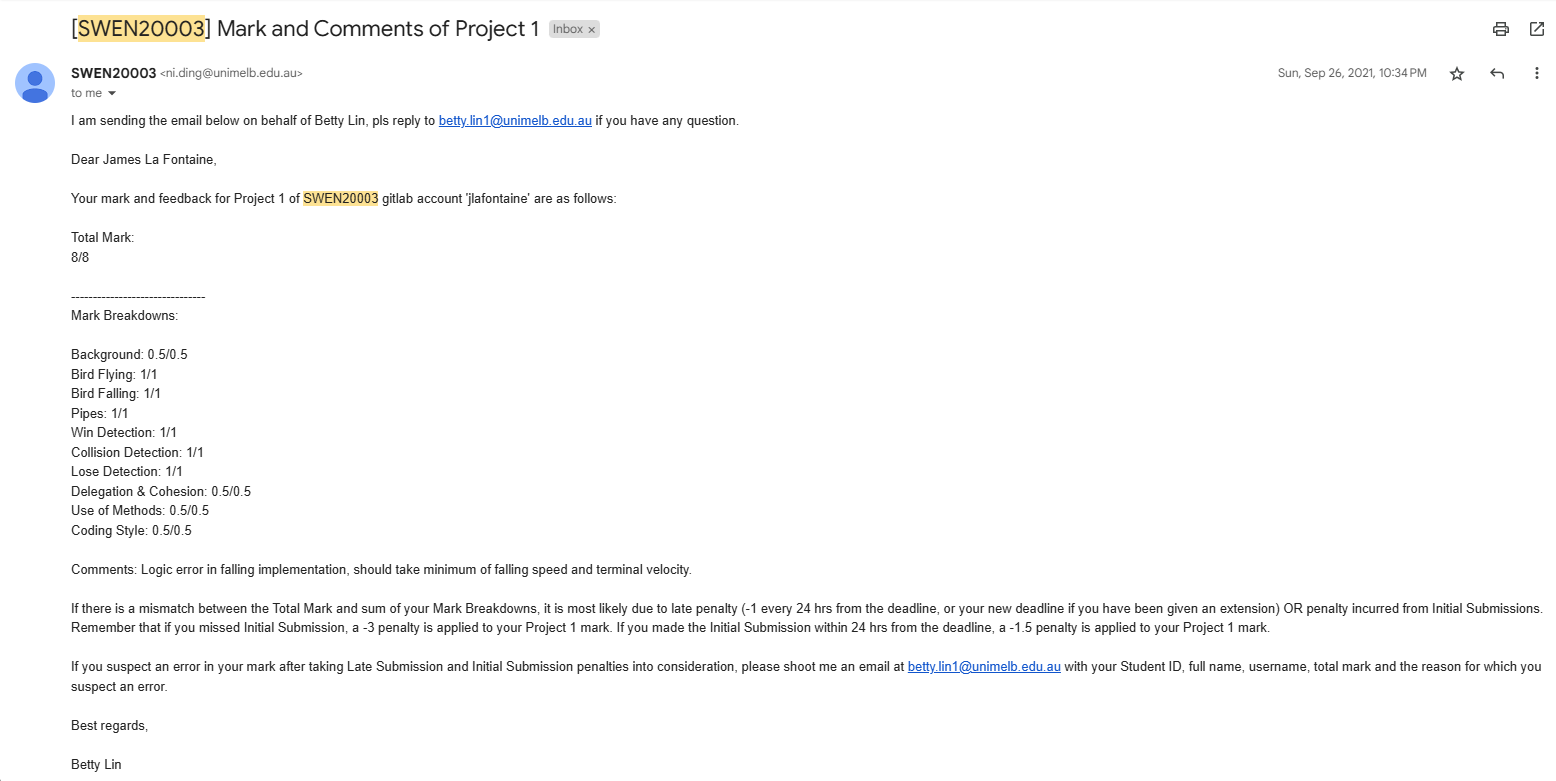 [SWEN20003] Mark and Comments of Project 1 Inbox ×
SWEN20003 <ni.ding@unimelb.edu.au> Sun, Sep 26, 2021, 10:34 PM
to me
I am sending the email below on behalf of Betty Lin, pls reply to betty.lin1@unimelb.edu.au if you have any question.
Dear James La Fontaine,
Your mark and feedback for Project 1 of SWEN20003 gitlab account 'jlafontaine' are as follows:
Total Mark:
8/8
-------------------------------
Mark Breakdowns:
Background: 0.5/0.5
Bird Flying: 1/1
Bird Falling: 1/1
Pipes: 1/1
Win Detection: 1/1
Collision Detection: 1/1
Lose Detection: 1/1
Delegation & Cohesion: 0.5/0.5
Use of Methods: 0.5/0.5
Coding Style: 0.5/0.5
Comments: Logic error in falling implementation, should take minimum of falling speed and terminal velocity.
If there is a mismatch between the Total Mark and sum of your Mark Breakdowns, it is most likely due to late penalty (-1 every 24 hrs from the deadline, or your new deadline if you have been given an extension) OR penalty incurred from Initial Submissions.
Remember that if you missed Initial Submission, a -3 penalty is applied to your Project 1 mark. If you made the Initial Submission within 24 hrs from the deadline, a -1.5 penalty is applied to your Project 1 mark.
If you suspect an error in your mark after taking Late Submission and Initial Submission penalties into consideration, please shoot me an email at betty.lin1@unimelb.edu.au with your Student ID, full name, username, total mark and the reason for which you
suspect an error.
Best regards,
Betty Lin